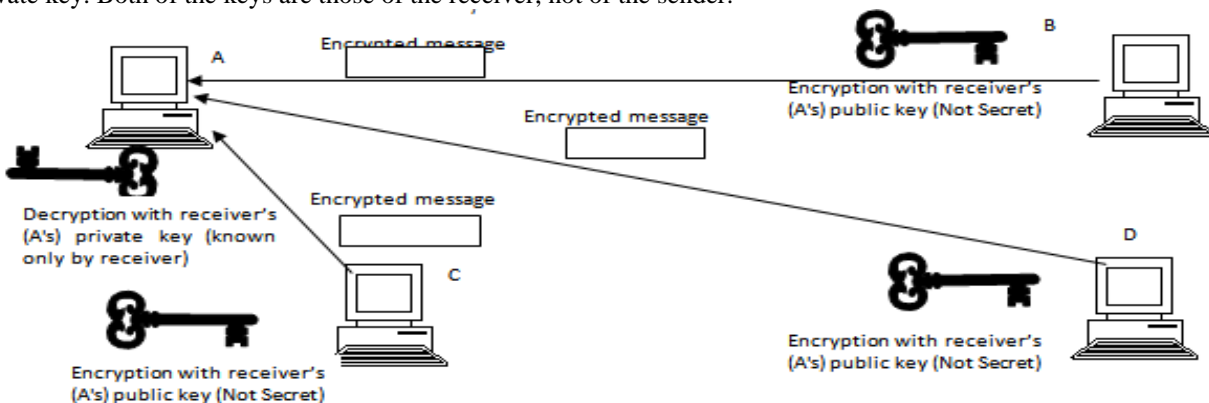 vate key. Both of the keys are those of the receiver, not of the sender.
A
Encrypted message
B
Encryption with receiver's
(A's) public key (Not Secret)
Encrypted message
Decryption with receiver's
(A's) private key (known
only by receiver)
Encrypted message
C
D
Encryption with receiver's
(A's) public key (Not Secret)
Encryption with receiver's
(A's) public key (Not Secret)